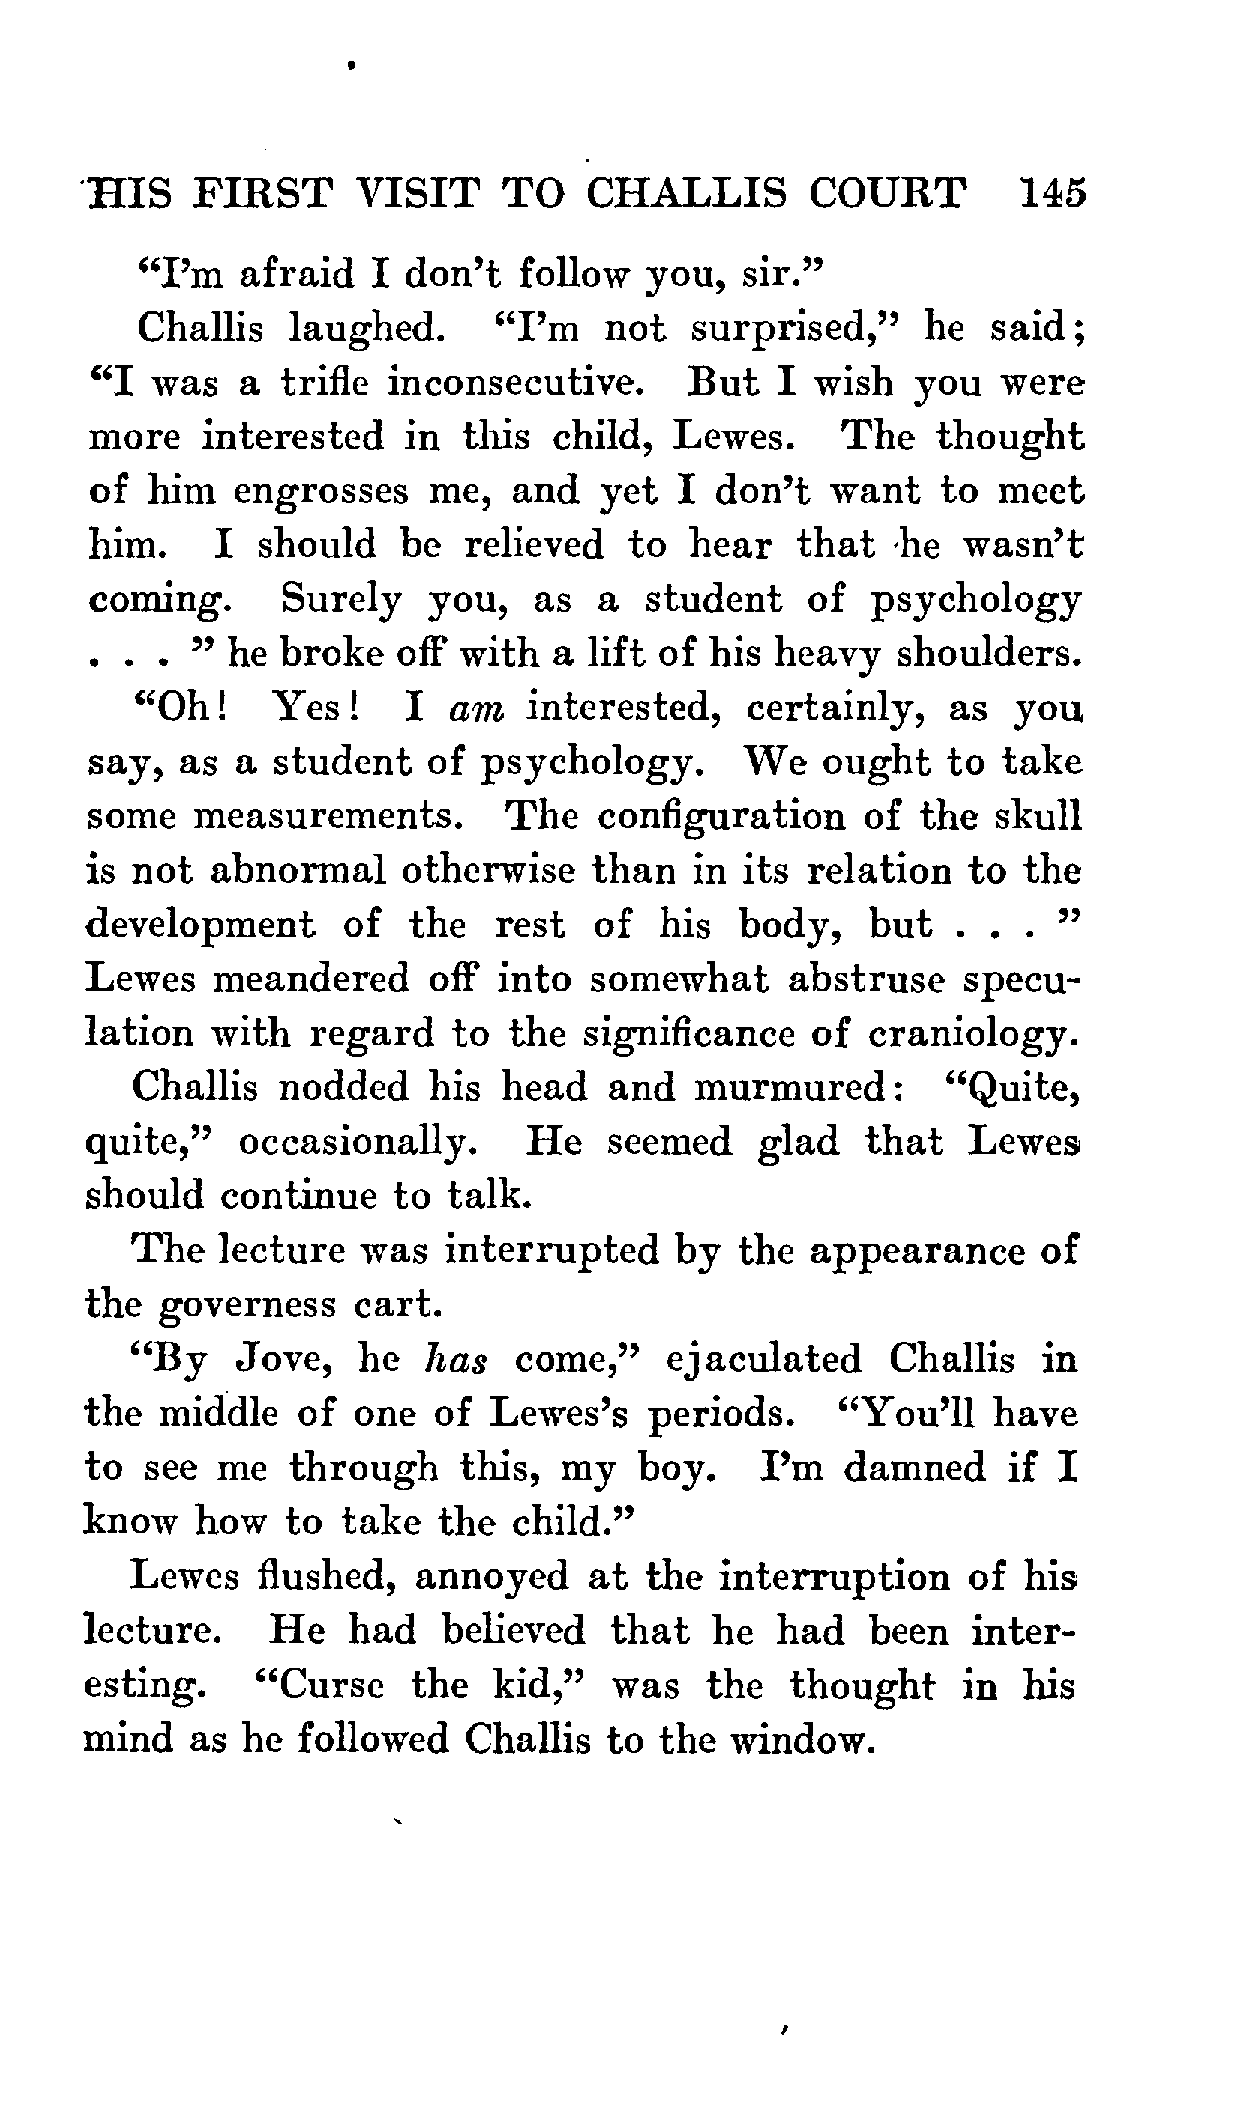 HIS FIRST VISIT TO CHALLIS COURT 145
“I’m afraid I don’t follow you, sir.”
Challis laughed. “I’m not surprised,” he said;
“I was a trifle inconsecutive. But I wish you were
more interested in this child, Lewes. The thought
of him engrosses me, and yet I don’t want to meet
him. I should be relieved to hear that he wasn’t
coming. Surely you, as a student of psychology
. . . ” he broke off with a lift of his heavy shoulders.
“Oh! Yes! I am interested, certainly, as you
say, as a student of psychology. We ought to take
some measurements. The configuration of the skull
is not abnormal otherwise than in its relation to the
development of the rest of his body, but . . . ”
Lewes meandered off into somewhat abstruse specu-
lation with regard to the significance of craniology.
Challis nodded his head and murmured: “Quite,
quite,” occasionally. He seemed glad that Lewes
should continue to talk.
The lecture was interrupted by the appearance of
the governess cart.
“By Jove, he has come,” ejaculated Challis in
the middle of one of Lewes’s periods. “You’ll have
to see me through this, my boy. I’m damned if I
know how to take the child.”
Lewes flushed, annoyed at the interruption of his
lecture. He had believed that he had been inter-
esting. “Curse the kid,” was the thought in his
mind as he followed Challis to the window.